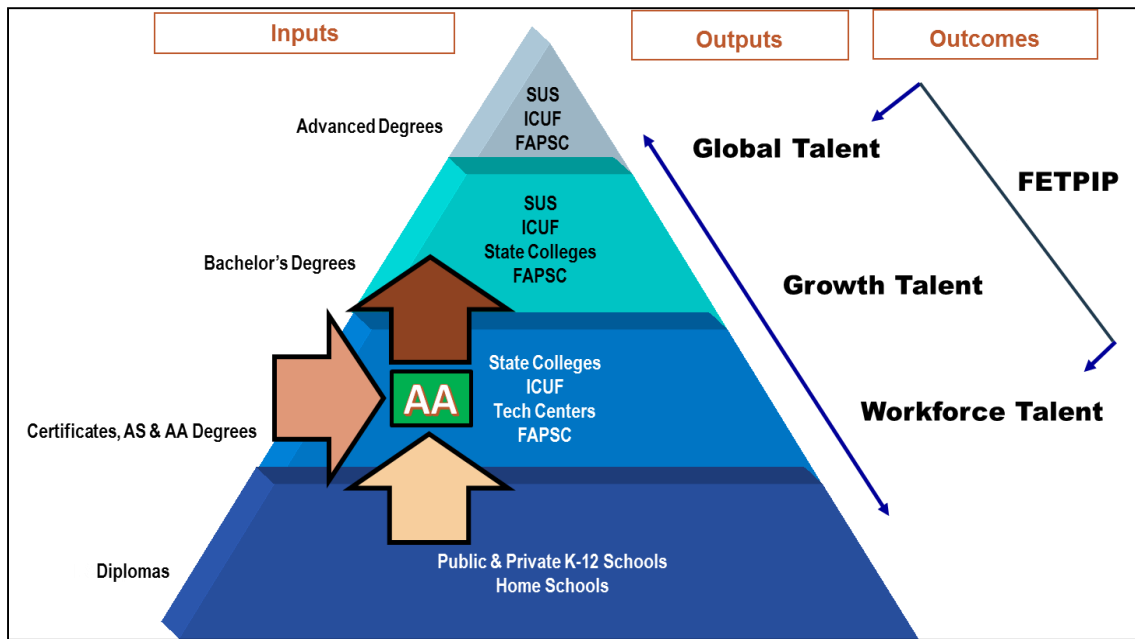 Inputs
Outputs
Outcomes
Advanced Degrees
SUS
ICUF
FAPSC
Global Talent
FETPIP
Bachelor's Degrees
SUS
ICUF
State Colleges
FAPSC
Growth Talent
Certificates, AS & AA Degrees
AA
State Colleges
ICUF
Tech Centers
FAPSC
Workforce Talent
Diplomas
Public & Private K-12 Schools
Home Schools